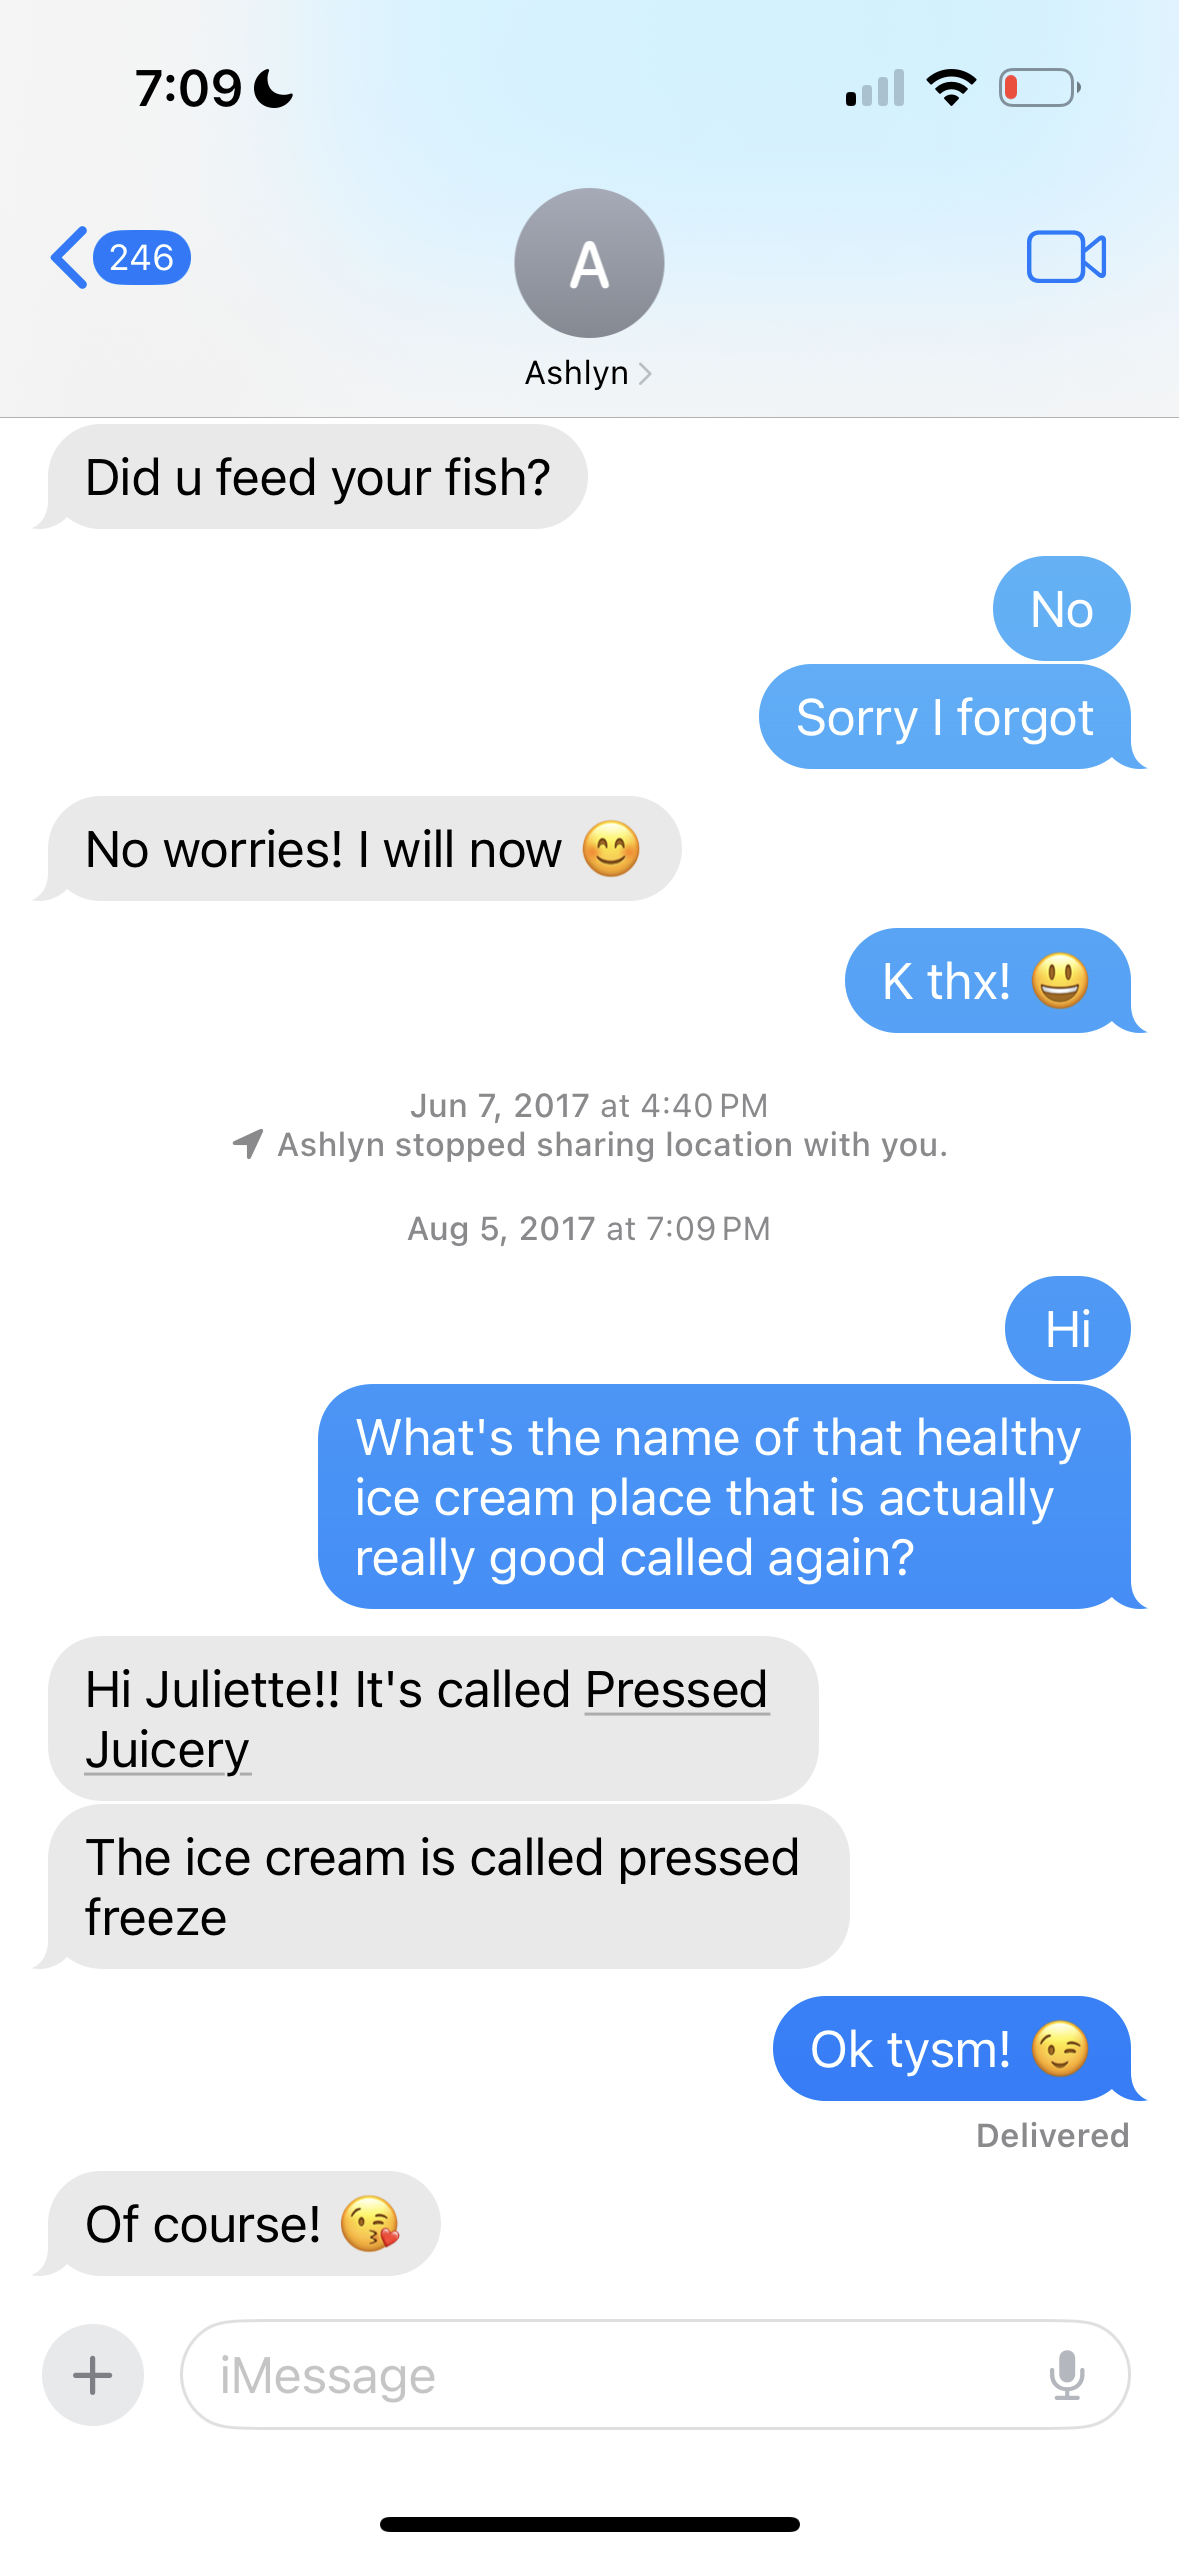 7:09
246
A
Ashlyn
Did u feed your fish?
No
Sorry I forgot
No worries! I will now 😊
K thx! 😃
Jun 7, 2017 at 4:40 PM
Ashlyn stopped sharing location with you.
Aug 5, 2017 at 7:09 PM
Hi
What's the name of that healthy
ice cream place that is actually
really good called again?
Hi Juliette!! It's called Pressed
Juicery
The ice cream is called pressed
freeze
Ok tysm! 😉
Delivered
Of course! 😘
iMessage